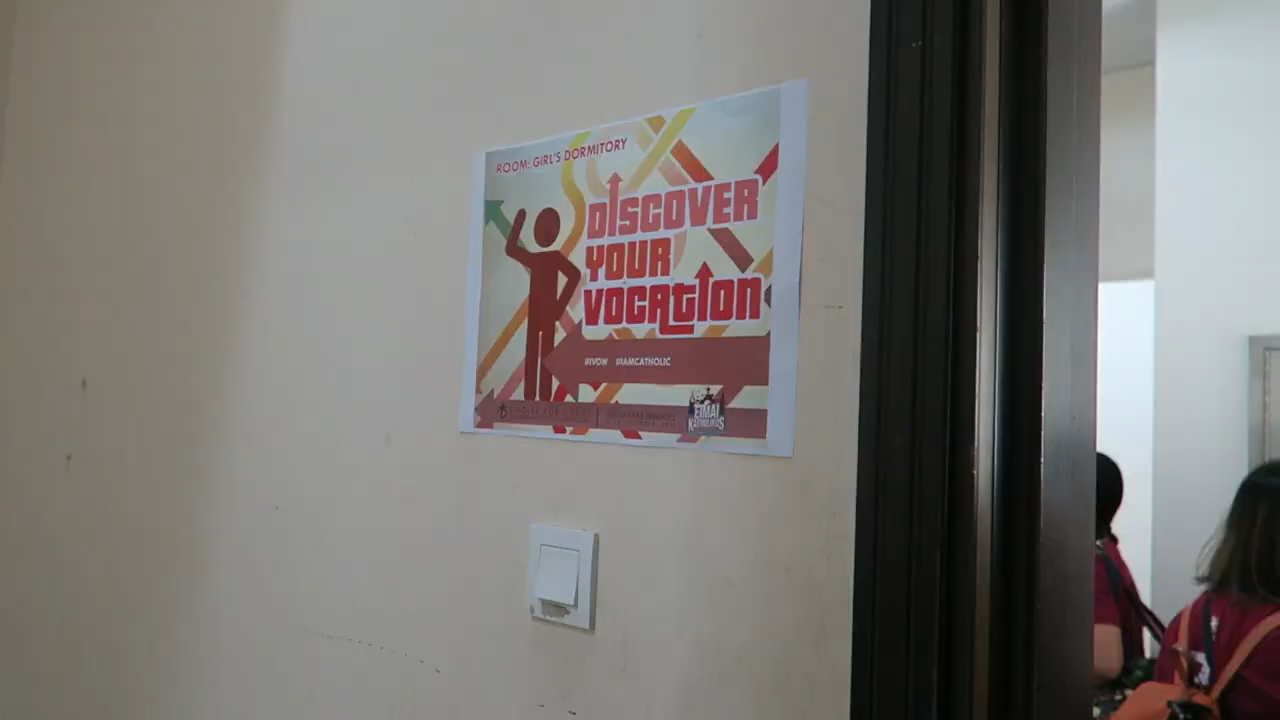 ROOM: GIRL'S DORMITORY
DISCOVER
YOUR
VOCATION
#IVOW #IAMCATHOLIC
EIMAI
KATHOLIKOS